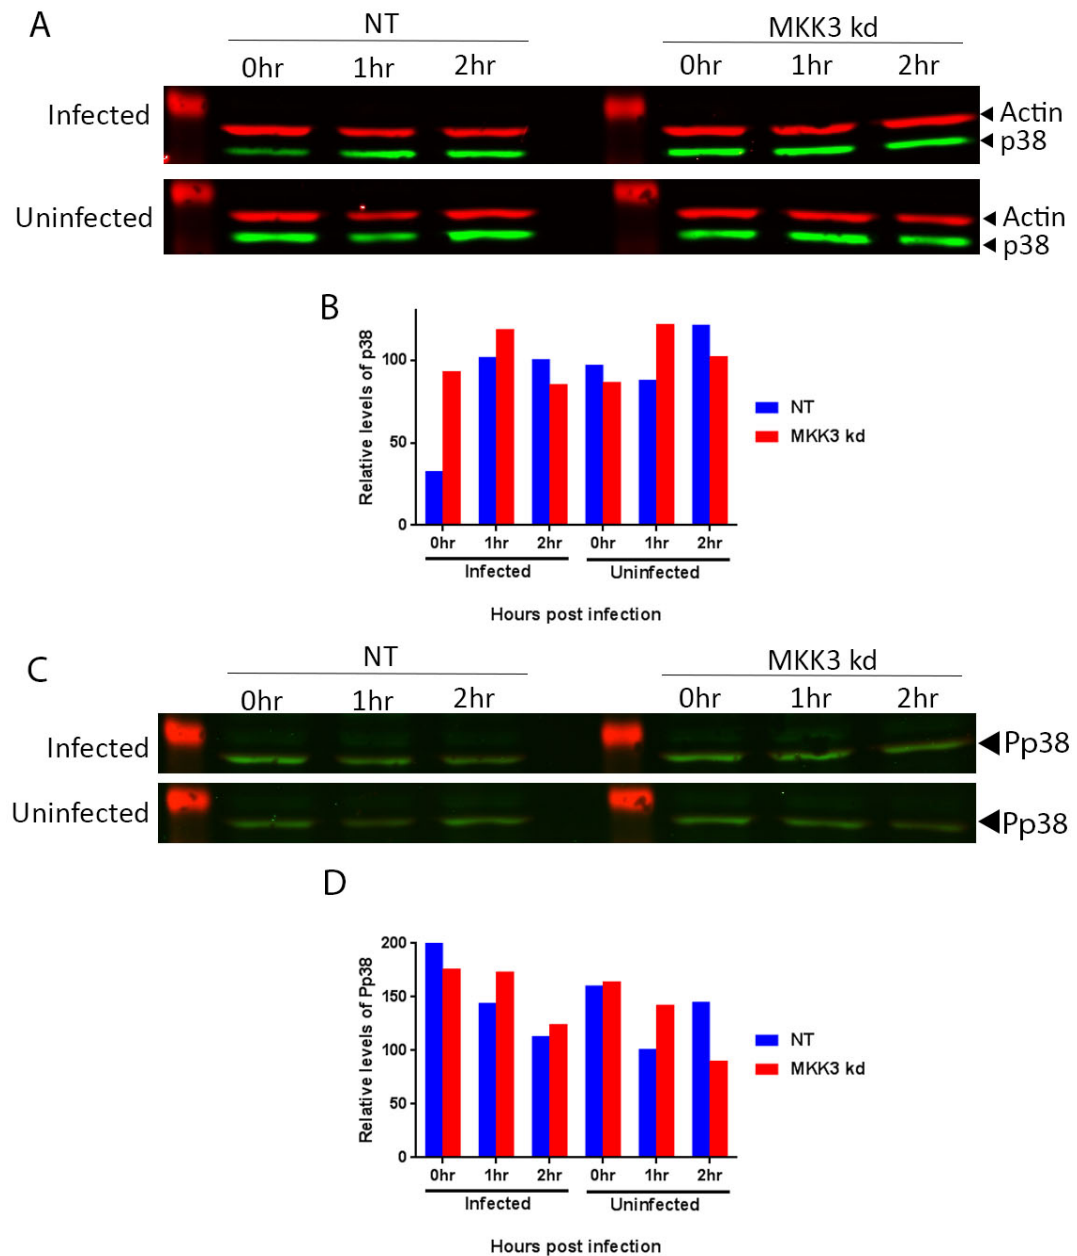 A
NT
MKK3 kd
0hr 1hr 2hr
0hr 1hr 2hr
Infected
Actin
p38
Uninfected
Actin
p38
B
Relative levels of p38
100
50
0
0hr 1hr 2hr 0hr 1hr 2hr
Infected
Uninfected
Hours post infection
NT
MKK3 kd
C
NT
MKK3 kd
0hr 1hr 2hr
0hr 1hr 2hr
Infected
Pp38
Uninfected
Pp38
D
Relative levels of Pp38
200
150
100
50
0
0hr 1hr 2hr 0hr 1hr 2hr
Infected
Uninfected
Hours post infection
NT
MKK3 kd